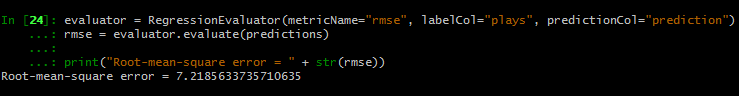 In [24]: evaluator = RegressionEvaluator(metricName="rmse", labelCol="plays", predictionCol="prediction")
...: rmse = evaluator.evaluate(predictions)
...:
...: print("Root-mean-square error = " + str(rmse))
Root-mean-square error = 7.2185633735710635